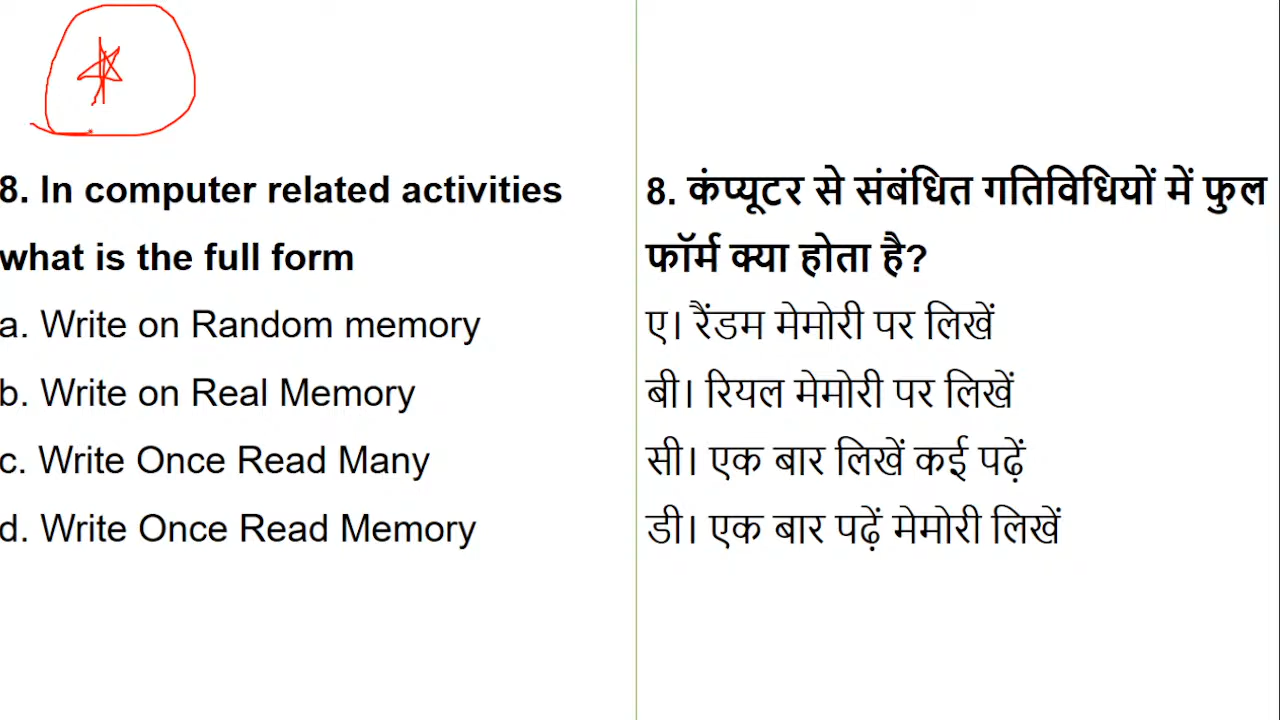 8. In computer related activities
what is the full form
a. Write on Random memory
b. Write on Real Memory
c. Write Once Read Many
d. Write Once Read Memory
8. कंप्यूटर से संबंधित गतिविधियों में फुल
फॉर्म क्या होता है?
ए। रैंडम मेमोरी पर लिखें
बी। रियल मेमोरी पर लिखें
सी। एक बार लिखें कई पढ़ें
डी। एक बार पढ़ें मेमोरी लिखें